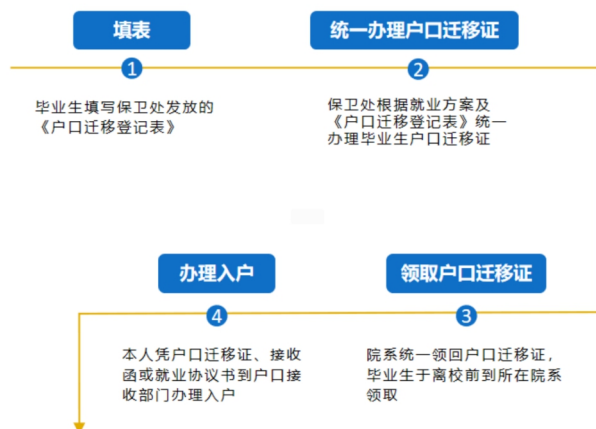 填表
统一办理户口迁移证
1
2
毕业生填写保卫处发放的
《户口迁移登记表》
保卫处根据就业方案及
《户口迁移登记表》统一
办理毕业生户口迁移证
办理入户
领取户口迁移证
4
3
本人凭户口迁移证、接收
函或就业协议书到户口接
收部门办理入户
院系统一领回户口迁移证，
毕业生于离校前到所在院系
领取